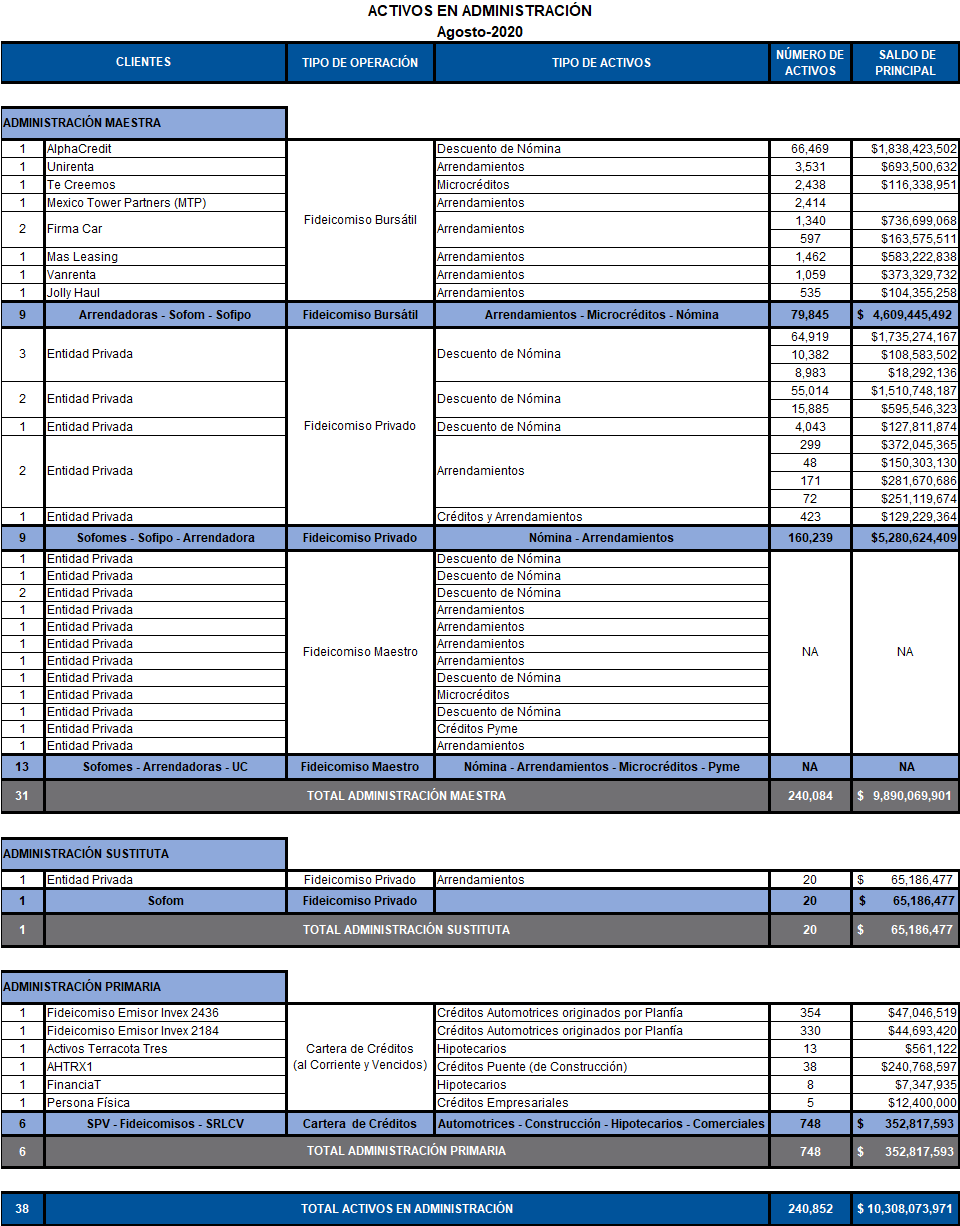 ACTIVOS EN ADMINISTRACIÓN
Agosto-2020
CLIENTES TIPO DE OPERACIÓN TIPO DE ACTIVOS NÚMERO DE ACTIVOS SALDO DE PRINCIPAL
ADMINISTRACIÓN MAESTRA
1 AlphaCredit Descuento de Nómina 66,469 $1,838,423,502
1 Unirenta Arrendamientos 3,531 $693,500,632
1 Te Creemos Microcréditos 2,438 $116,338,951
1 Mexico Tower Partners (MTP) Arrendamientos 2,414
Fideicomiso Bursátil
2 Firma Car Arrendamientos 1,340 $736,699,068
597 $163,575,511
1 Mas Leasing Arrendamientos 1,462 $583,222,838
1 Vanrenta Arrendamientos 1,059 $373,329,732
1 Jolly Haul Arrendamientos 535 $104,355,258
9 Arrendadoras - Sofom - Sofipo Fideicomiso Bursátil Arrendamientos - Microcréditos - Nómina 79,845 $ 4,609,445,492
3 Entidad Privada Descuento de Nómina 64,919 $1,735,274,167
10,382 $108,583,502
8,983 $18,292,136
2 Entidad Privada Descuento de Nómina 55,014 $1,510,748,187
15,885 $595,546,323
1 Entidad Privada Fideicomiso Privado Descuento de Nómina 4,043 $127,811,874
2 Entidad Privada Arrendamientos 299 $372,045,365
48 $150,303,130
171 $281,670,686
72 $251,119,674
1 Entidad Privada Créditos y Arrendamientos 423 $129,229,364
9 Sofomes - Sofipo - Arrendadora Fideicomiso Privado Nómina - Arrendamientos 160,239 $5,280,624,409
1 Entidad Privada Descuento de Nómina
1 Entidad Privada Descuento de Nómina
2 Entidad Privada Descuento de Nómina
1 Entidad Privada Arrendamientos
1 Entidad Privada Arrendamientos
1 Entidad Privada Arrendamientos
Fideicomiso Maestro NA NA
1 Entidad Privada Arrendamientos
1 Entidad Privada Descuento de Nómina
1 Entidad Privada Microcréditos
1 Entidad Privada Descuento de Nómina
1 Entidad Privada Créditos Pyme
1 Entidad Privada Arrendamientos
13 Sofomes - Arrendadoras - UC Fideicomiso Maestro Nómina - Arrendamientos - Microcréditos - Pyme NA NA
31 TOTAL ADMINISTRACIÓN MAESTRA 240,084 $ 9,890,069,901
ADMINISTRACIÓN SUSTITUTA
1 Entidad Privada Fideicomiso Privado Arrendamientos 20 $ 65,186,477
1 Sofom Fideicomiso Privado 20 $ 65,186,477
1 TOTAL ADMINISTRACIÓN SUSTITUTA 20 $ 65,186,477
ADMINISTRACIÓN PRIMARIA
1 Fideicomiso Emisor Invex 2436 Créditos Automotrices originados por Planfía 354 $47,046,519
1 Fideicomiso Emisor Invex 2184 Créditos Automotrices originados por Planfía 330 $44,693,420
1 Activos Terracota Tres Cartera de Créditos Hipotecarios 13 $561,122
1 AHTRX1 (al Corriente y Vencidos) Créditos Puente (de Construcción) 38 $240,768,597
1 FinanciaT Hipotecarios 8 $7,347,935
1 Persona Física Créditos Empresariales 5 $12,400,000
6 SPV - Fideicomisos - SRLCV Cartera de Créditos Automotrices - Construcción - Hipotecarios - Comerciales 748 $ 352,817,593
6 TOTAL ADMINISTRACIÓN PRIMARIA 748 $ 352,817,593
38 TOTAL ACTIVOS EN ADMINISTRACIÓN 240,852 $ 10,308,073,971